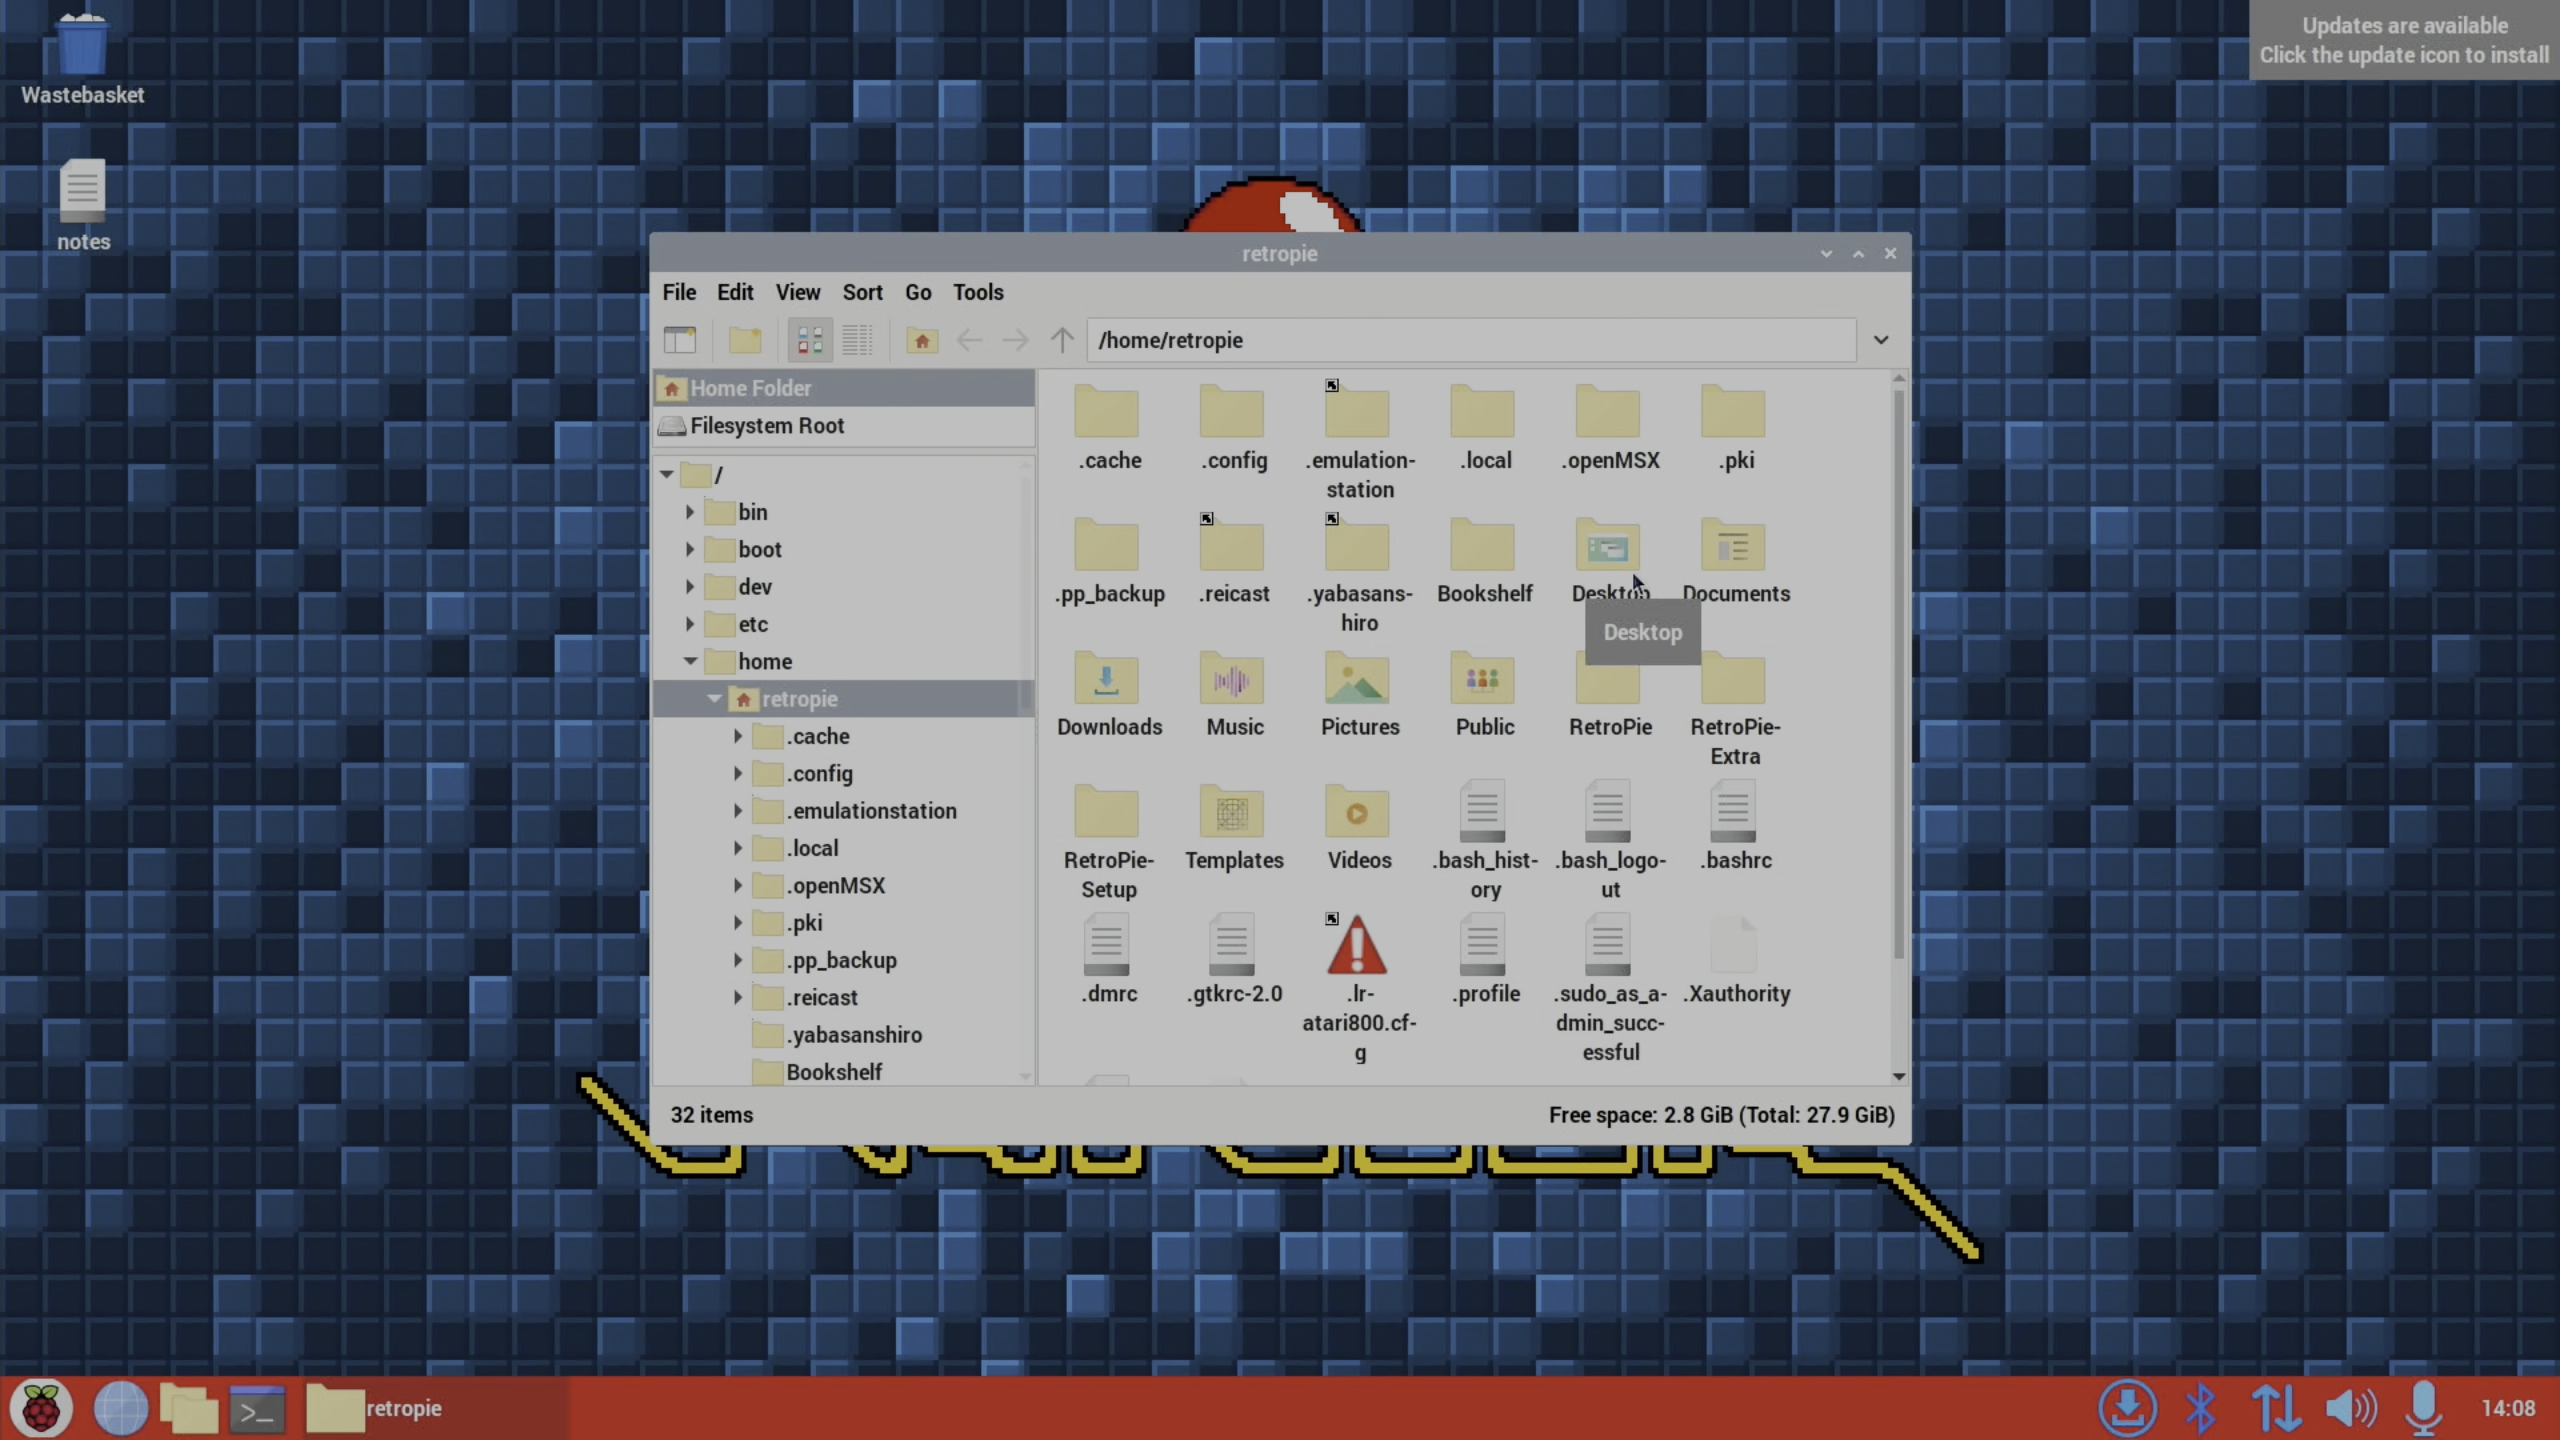 Wastebasket
notes
Updates are available
Click the update icon to install
retropie
File Edit View Sort Go Tools
/home/retropie
Home Folder
Filesystem Root
/
bin
boot
dev
etc
home
retropie
.cache
.config
.emulationstation
.local
.openMSX
.pki
.pp_backup
.reicast
.yabasanshiro
Bookshelf
.cache
.config
.emulation-
station
.local
.openMSX
.pki
.pp_backup
.reicast
.yabasans-
hiro
Bookshelf
Desktop
Documents
Desktop
Downloads
Music
Pictures
Public
RetroPie
RetroPie-
Extra
RetroPie-
Setup
Templates
Videos
.bash_hist-
ory
.bash_logo-
ut
.bashrc
.dmrc
.gtkrc-2.0
.lr-
atari800.cf-
g
.profile
.sudo_as_a-
dmin_succ-
essful
.Xauthority
32 items
Free space: 2.8 GiB (Total: 27.9 GiB)
retropie
14:08